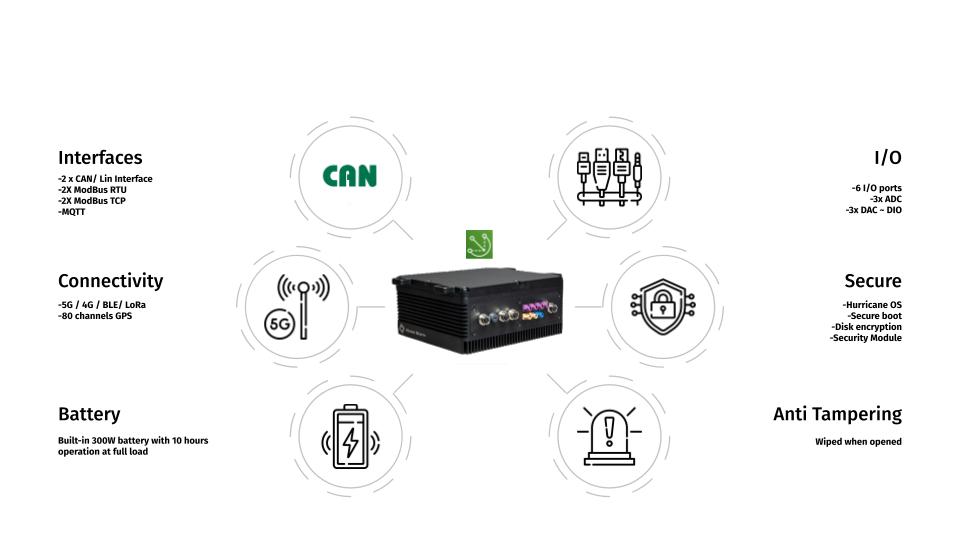 Interfaces
-2 x CAN/ Lin Interface
-2X ModBus RTU
-2X ModBus TCP
-MQTT
CAN
I/O
-6 I/O ports
-3x ADC
-3x DAC ~ DIO
Connectivity
-5G / 4G / BLE/ LoRa
-80 channels GPS
5G
Secure
-Hurricane OS
-Secure boot
-Disk encryption
-Security Module
Battery
Built-in 300W battery with 10 hours
operation at full load
Anti Tampering
Wiped when opened